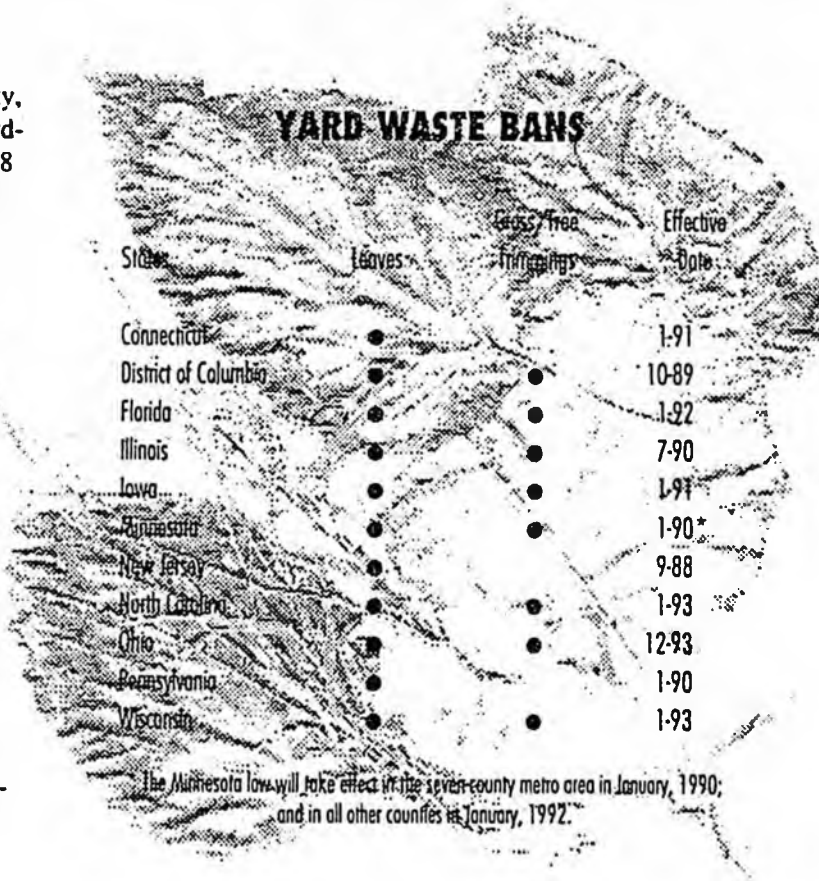 y,
d-
8
YARD WASTE BANS
State Leaves Grass/Tree Trimmings Effective Date
Connecticut ● 1-91
District of Columbia ● ● 10-89
Florida ● ● 1-92
Illinois ● ● 7-90
Iowa ● ● 1-91
Minnesota ● ● 1-90*
New Jersey ● 9-88
North Carolina ● ● 1-93
Ohio ● ● 12-93
Pennsylvania ● 1-90
Wisconsin ● ● 1-93
-
The Minnesota law will take effect in the seven-county metro area in January, 1990;
and in all other counties in January, 1992.